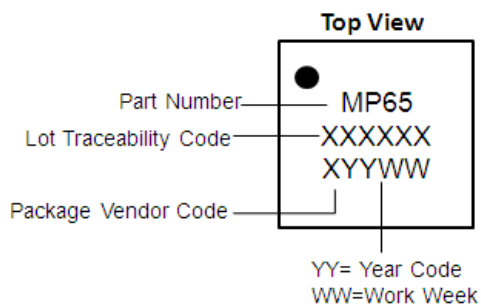 Top View
Part Number
MP65
Lot Traceability Code
XXXXXX
XYYWW
Package Vendor Code
YY= Year Code
WW=Work Week